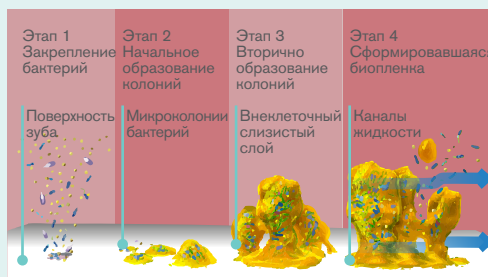 Этап 1
Закрепление
бактерий
Поверхность
зуба
Этап 2
Начальное
образование
колоний
Микроколонии
бактерий
Этап 3
Вторично
образование
колоний
Внеклеточный
слизистый
слой
Этап 4
Сформировавшаяся
биопленка
Каналы
жидкости